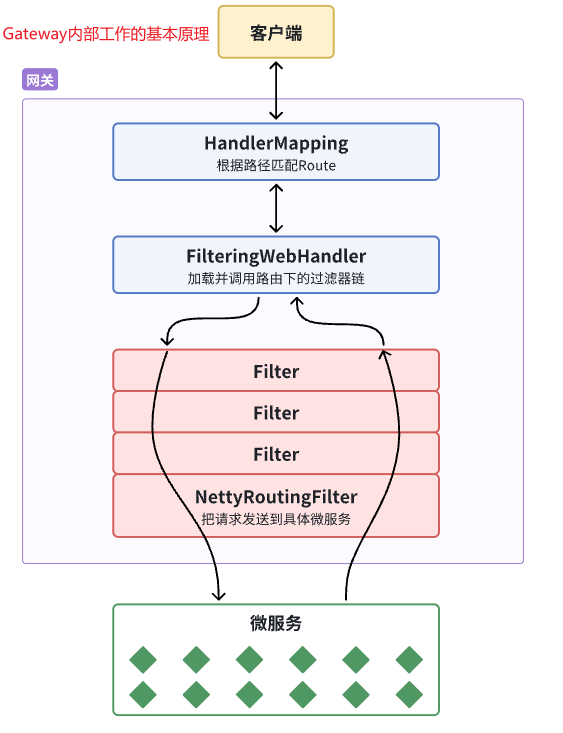 Gateway内部工作的基本原理
客户端
网关
HandlerMapping
根据路径匹配Route
FilteringWebHandler
加载并调用路由下的过滤器链
Filter
Filter
Filter
NettyRoutingFilter
把请求发送到具体微服务
微服务